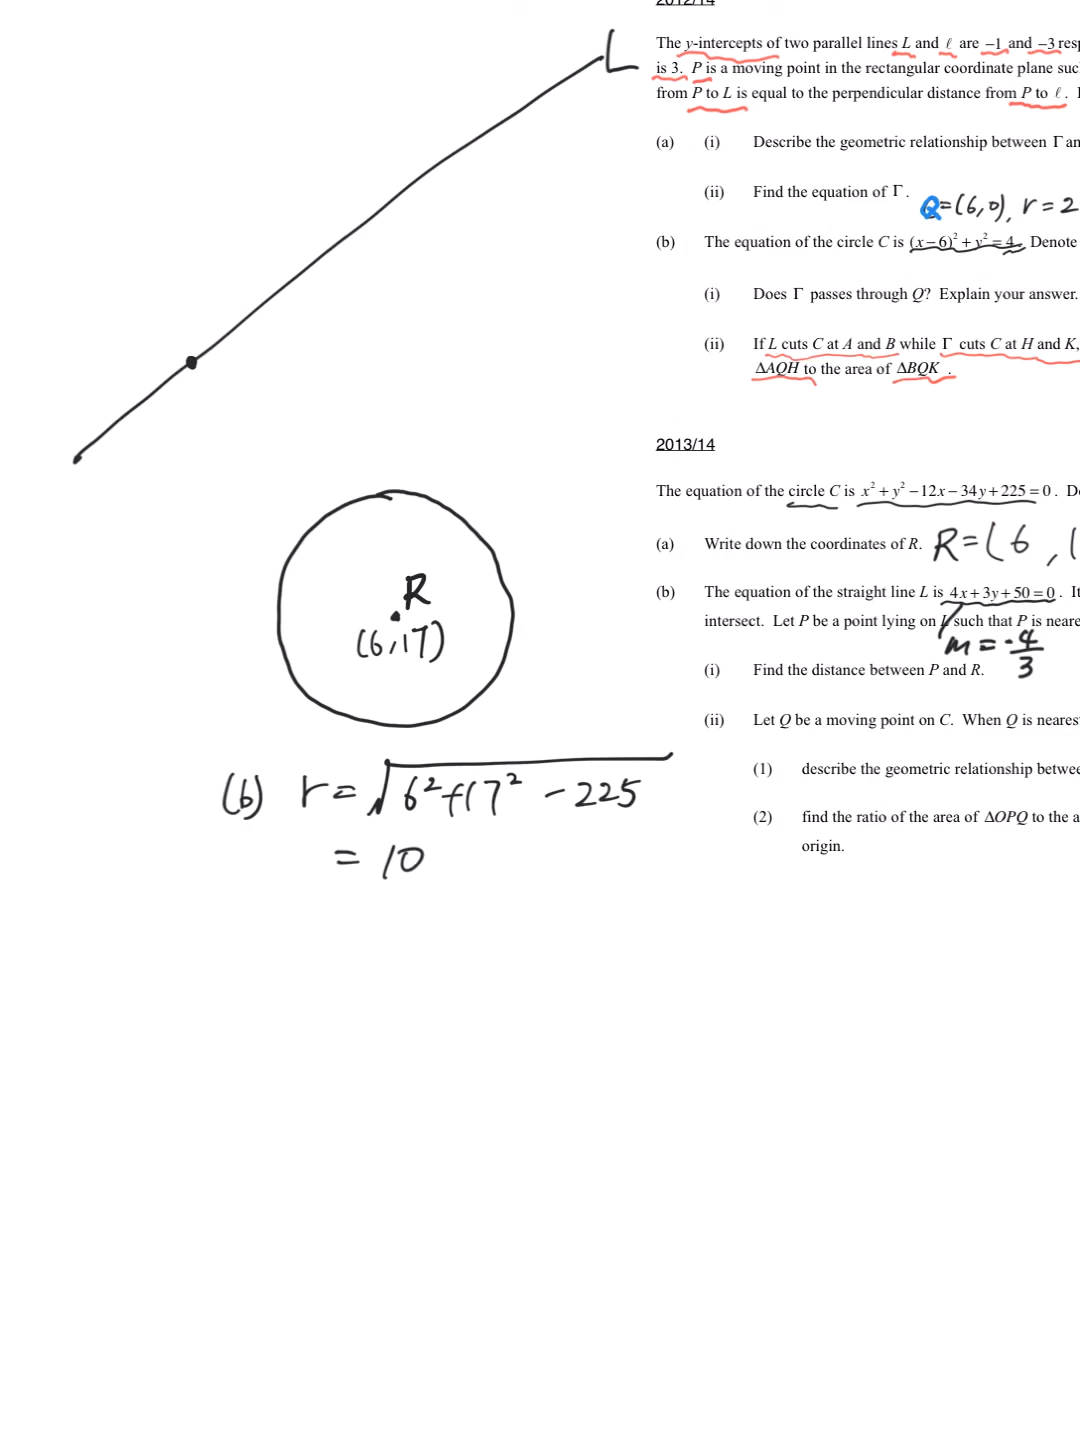 2012/14
L
The y-intercepts of two parallel lines L and ℓ are −1 and −3
is 3. P is a moving point in the rectangular coordinate plane
from P to L is equal to the perpendicular distance from P to ℓ.
(a) (i) Describe the geometric relationship between Γ
(ii) Find the equation of Γ.
Q=(6,0), r=2
(b) The equation of the circle C is (x−6)²+y²=4. Denote
(i) Does Γ passes through Q? Explain your answer.
(ii) If L cuts C at A and B while Γ cuts C at H and K,
ΔAQH to the area of ΔBQK .
2013/14
The equation of the circle C is x²+y²−12x−34y+225=0.
(a) Write down the coordinates of R. R=(6,
(b) The equation of the straight line L is 4x+3y+50=0.
intersect. Let P be a point lying on L such that P is
m=-4/3
(i) Find the distance between P and R.
(ii) Let Q be a moving point on C. When Q is
(1) describe the geometric relationship
(2) find the ratio of the area of ΔOPQ to the
origin.
R
(6,17)
(b) r=√6²+17²-225
=10